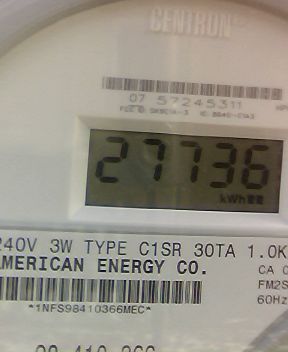 CENTRON®
07 57245311
27736
kWh
240V 3W TYPE C1SR 30TA 1.0K
AMERICAN ENERGY CO.
CA 0
FM2S
60Hz
*1NFS98410366MEC*